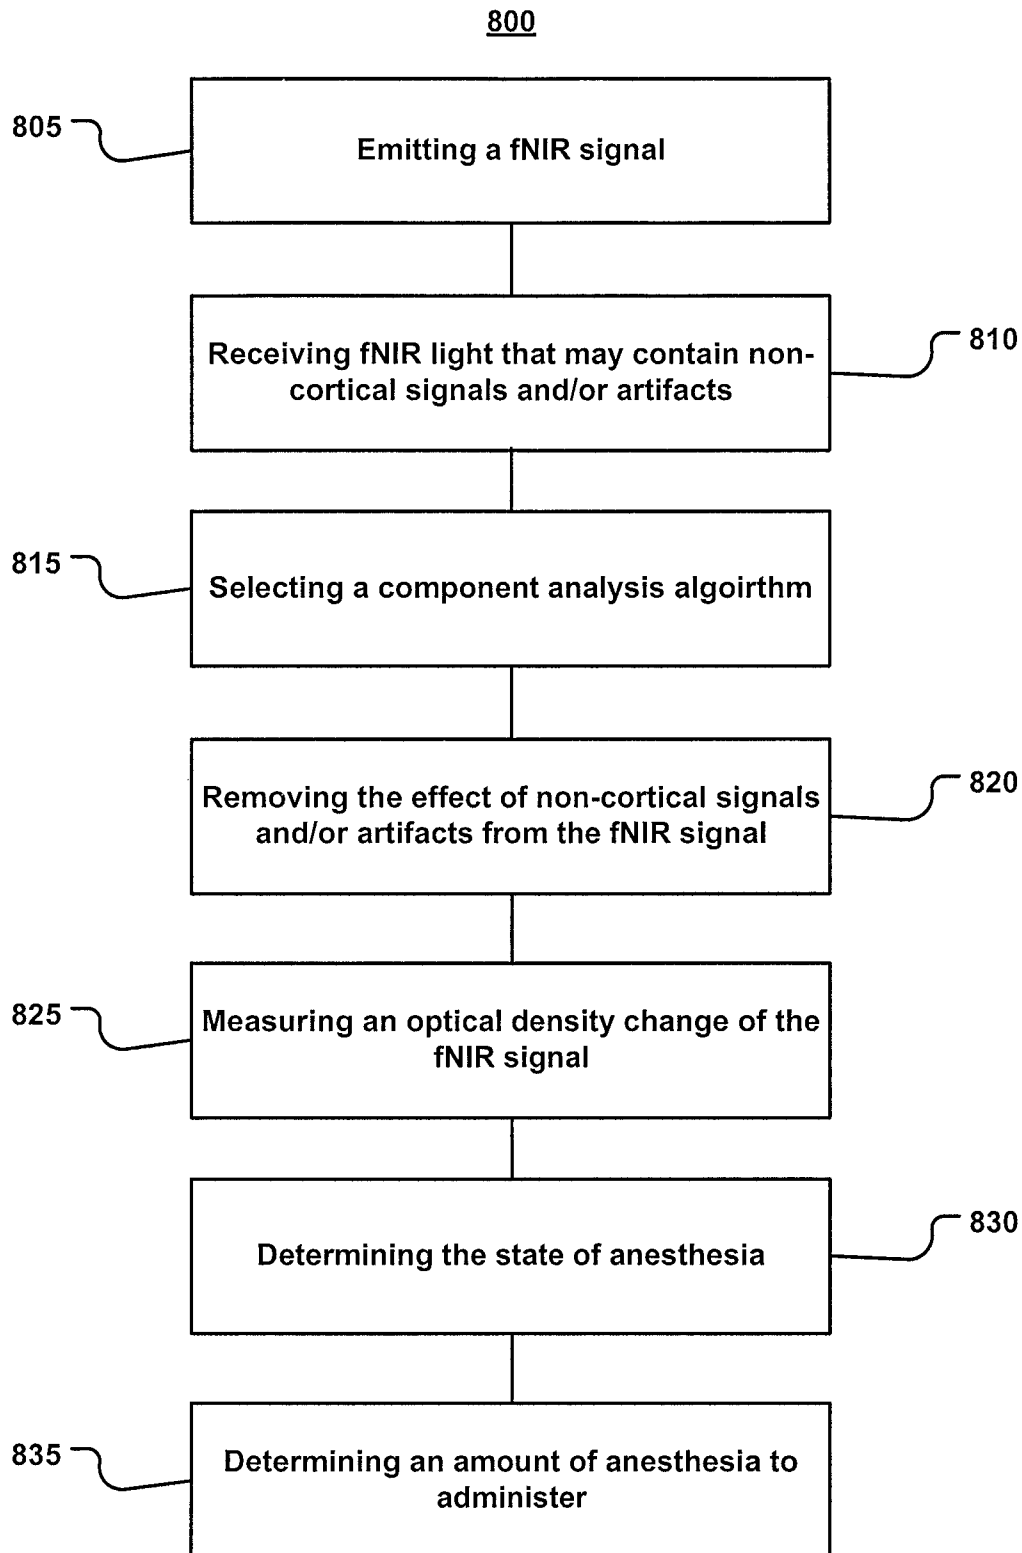 800
805
Emitting a fNIR signal
Receiving fNIR light that may contain non-
cortical signals and/or artifacts
810
815
Selecting a component analysis algoirthm
Removing the effect of non-cortical signals
and/or artifacts from the fNIR signal
820
825
Measuring an optical density change of the
fNIR signal
Determining the state of anesthesia
830
835
Determining an amount of anesthesia to
administer